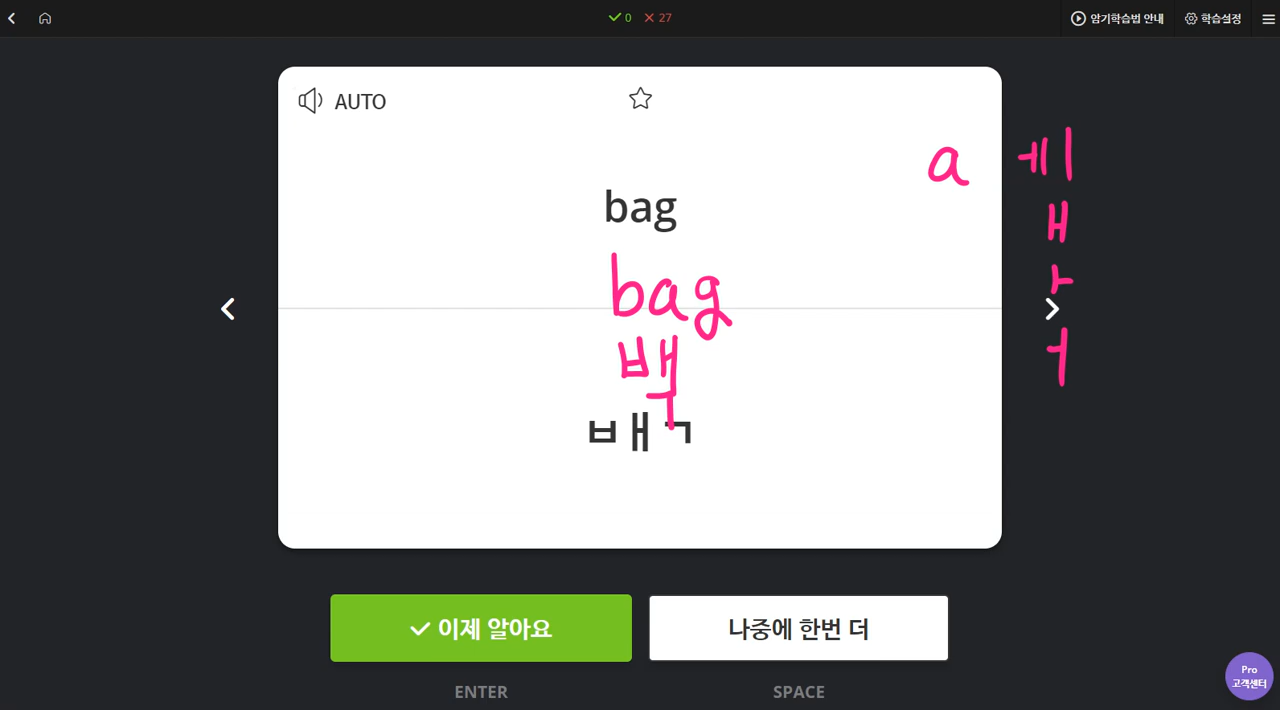 0 27 암기학습법 안내 학습설정
AUTO
bag
bag
백
ㅂㅐㄱ
a ㅔㅣ
ㅐ
ㅏ
ㅓ
이제 알아요 나중에 한번 더
ENTER SPACE
Pro
고객센터